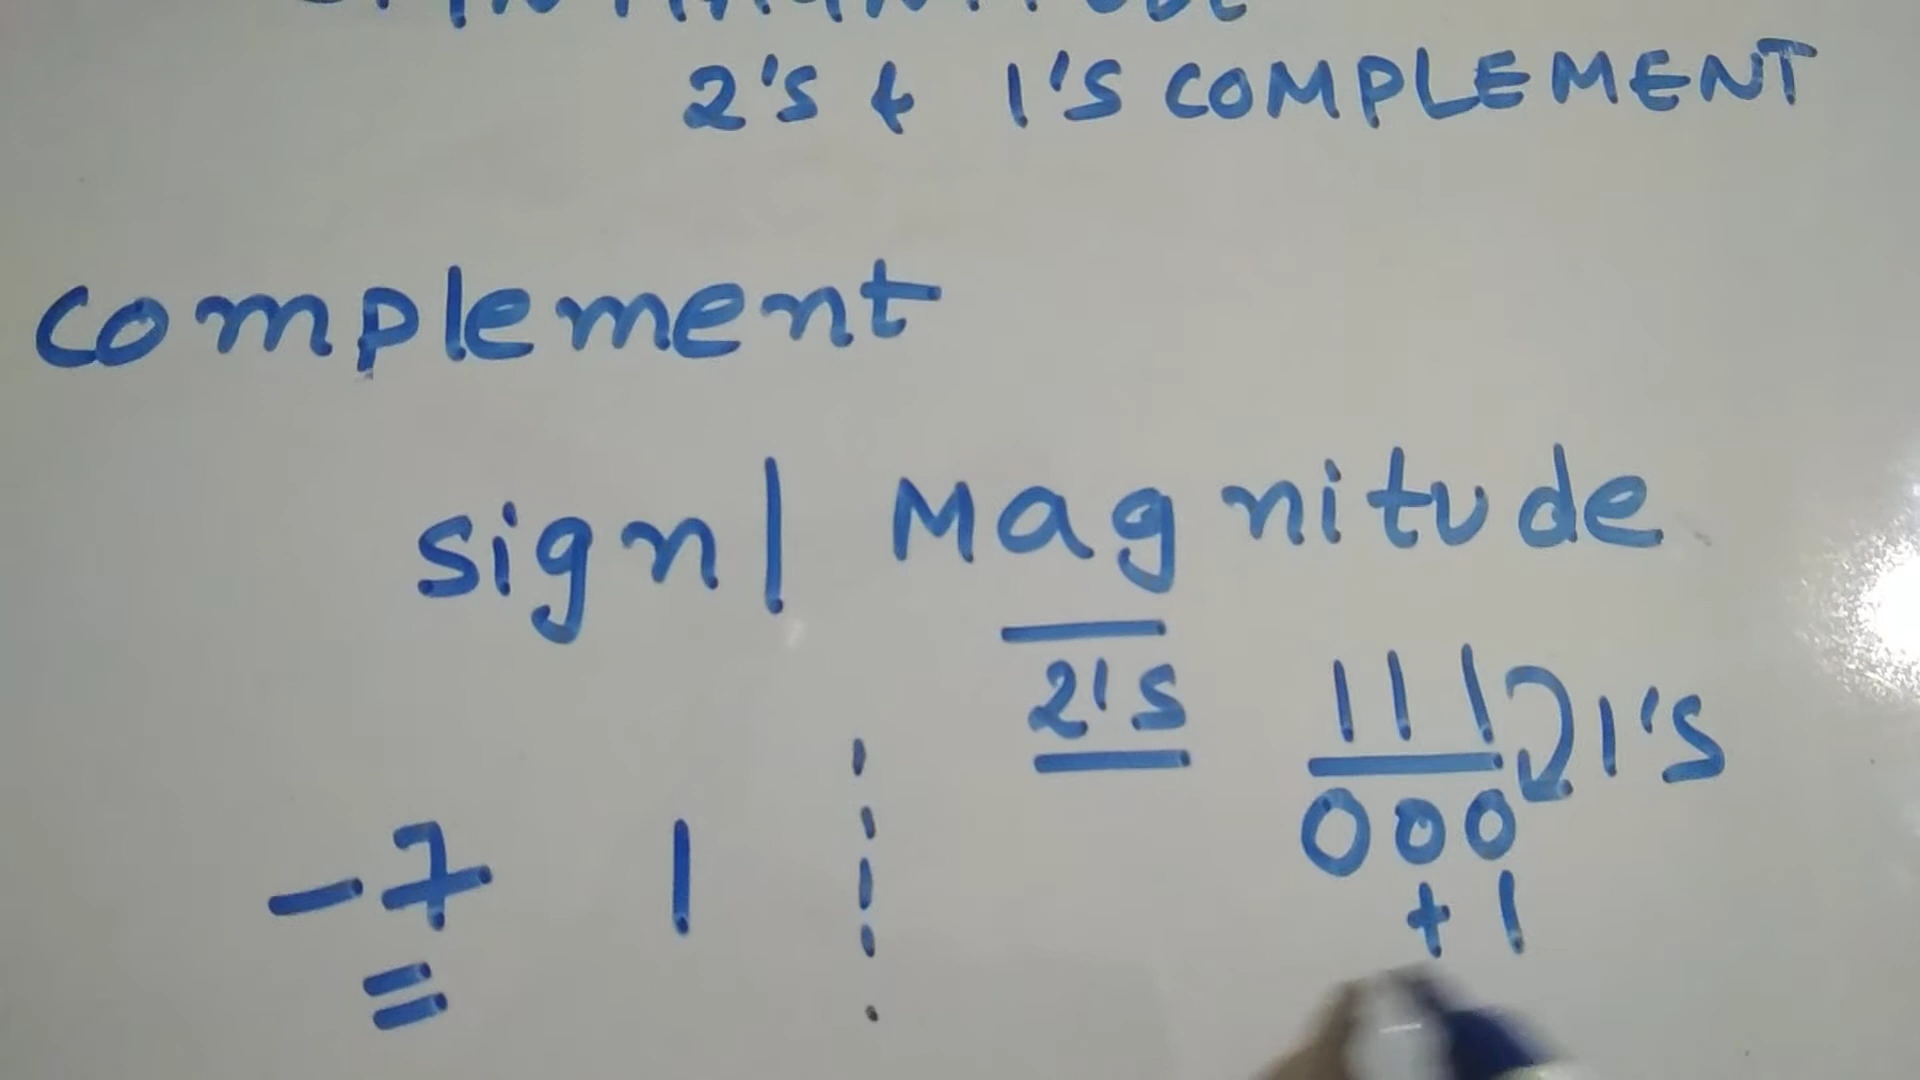 2's & 1's COMPLEMENT
complement
sign | Magnitude
2's 111 1's
000
-7 1 + 1